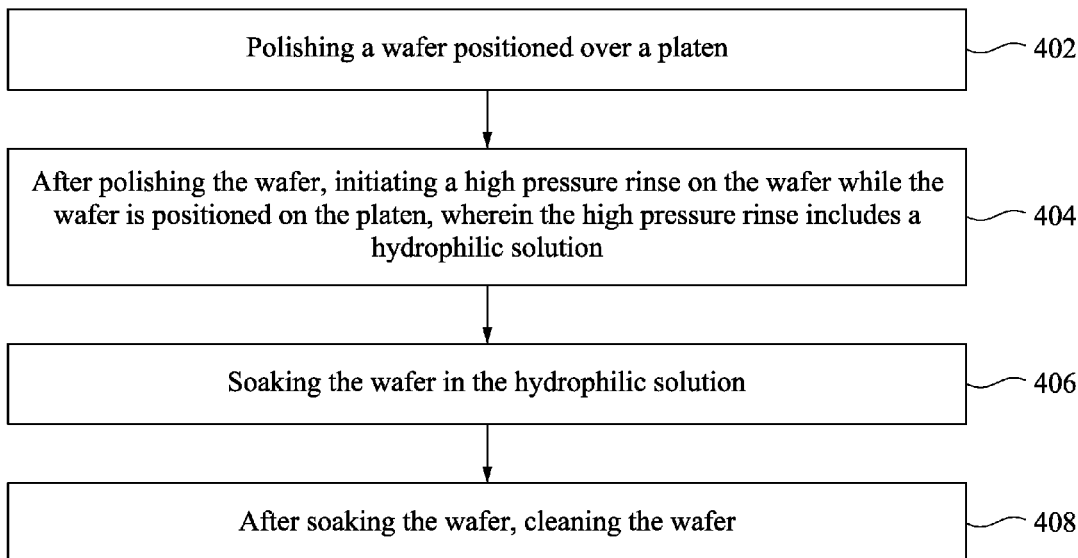 Polishing a wafer positioned over a platen
402
After polishing the wafer, initiating a high pressure rinse on the wafer while the
wafer is positioned on the platen, wherein the high pressure rinse includes a
hydrophilic solution
404
Soaking the wafer in the hydrophilic solution
406
After soaking the wafer, cleaning the wafer
408